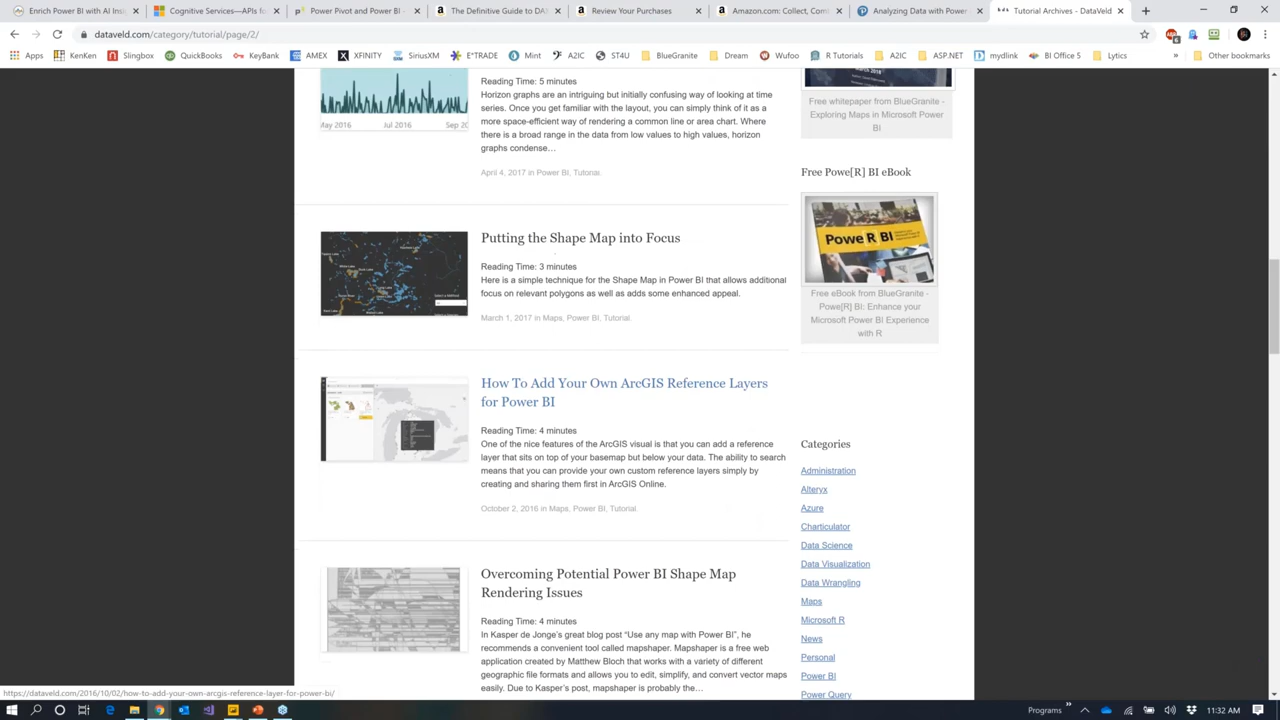 Enrich Power BI with AI Insi
Cognitive Services—APIs fo
Power Pivot and Power BI -
The Definitive Guide to DA
Review Your Purchases
Amazon.com: Collect, Com
Analyzing Data with Power
Tutorial Archives - DataVeld
dataveld.com/category/tutorial/page/2/
Apps
KenKen
Slingbox
QuickBooks
KeyBank
AMEX
XFINITY
SiriusXM
E*TRADE
Mint
A2IC
ST4U
BlueGranite
Dream
Wufoo
R Tutorials
A2IC
ASP.NET
mydlink
BI Office 5
Lytics
»
Other bookmarks
May 2016 Jul 2016 Sep 20
Reading Time: 5 minutes
Horizon graphs are an intriguing but initially confusing way of looking at time
series. Once you get familiar with the layout, you can simply think of it as a
more space-efficient way of rendering a common line or area chart. Where
there is a broad range in the data from low values to high values, horizon
graphs condense…
April 4, 2017 in Power BI, Tutorial.
Putting the Shape Map into Focus
Reading Time: 3 minutes
Here is a simple technique for the Shape Map in Power BI that allows additional
focus on relevant polygons as well as adds some enhanced appeal.
March 1, 2017 in Maps, Power BI, Tutorial.
How To Add Your Own ArcGIS Reference Layers
for Power BI
Reading Time: 4 minutes
One of the nice features of the ArcGIS visual is that you can add a reference
layer that sits on top of your basemap but below your data. The ability to search
means that you can provide your own custom reference layers simply by
creating and sharing them first in ArcGIS Online.
October 2, 2016 in Maps, Power BI, Tutorial.
Overcoming Potential Power BI Shape Map
Rendering Issues
Reading Time: 4 minutes
In Kasper de Jonge's great blog post “Use any map with Power BI”, he
recommends a convenient tool called mapshaper. Mapshaper is a free web
application created by Matthew Bloch that works with a variety of different
geographic file formats and allows you to edit, simplify, and convert vector maps
easily. Due to Kasper's post, mapshaper is probably the…
March 2018
Free whitepaper from BlueGranite -
Exploring Maps in Microsoft Power
BI
Free Powe[R] BI eBook
Powe R BI
Free eBook from BlueGranite -
Powe[R] BI: Enhance your
Microsoft Power BI Experience
with R
Categories
Administration
Alteryx
Azure
Charticulator
Data Science
Data Visualization
Data Wrangling
Maps
Microsoft R
News
Personal
Power BI
Power Query
https://dataveld.com/2016/10/02/how-to-add-your-own-arcgis-reference-layer-for-power-bi/
Programs
»
11:32 AM